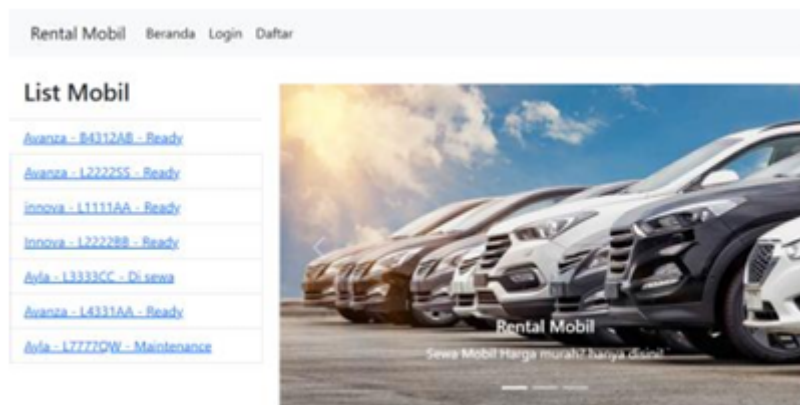 Rental Mobil Beranda Login Daftar
List Mobil
Avanza - B4312AB - Ready
Avanza - L2222SS - Ready
innova - L1111AA - Ready
Innova - L2222BB - Ready
Ayla - L3333CC - Di sewa
Avanza - L4331AA - Ready
Ayla - L7777QW - Maintenance
Rental Mobil
Sewa Mobil Harga murah? hanya disini!